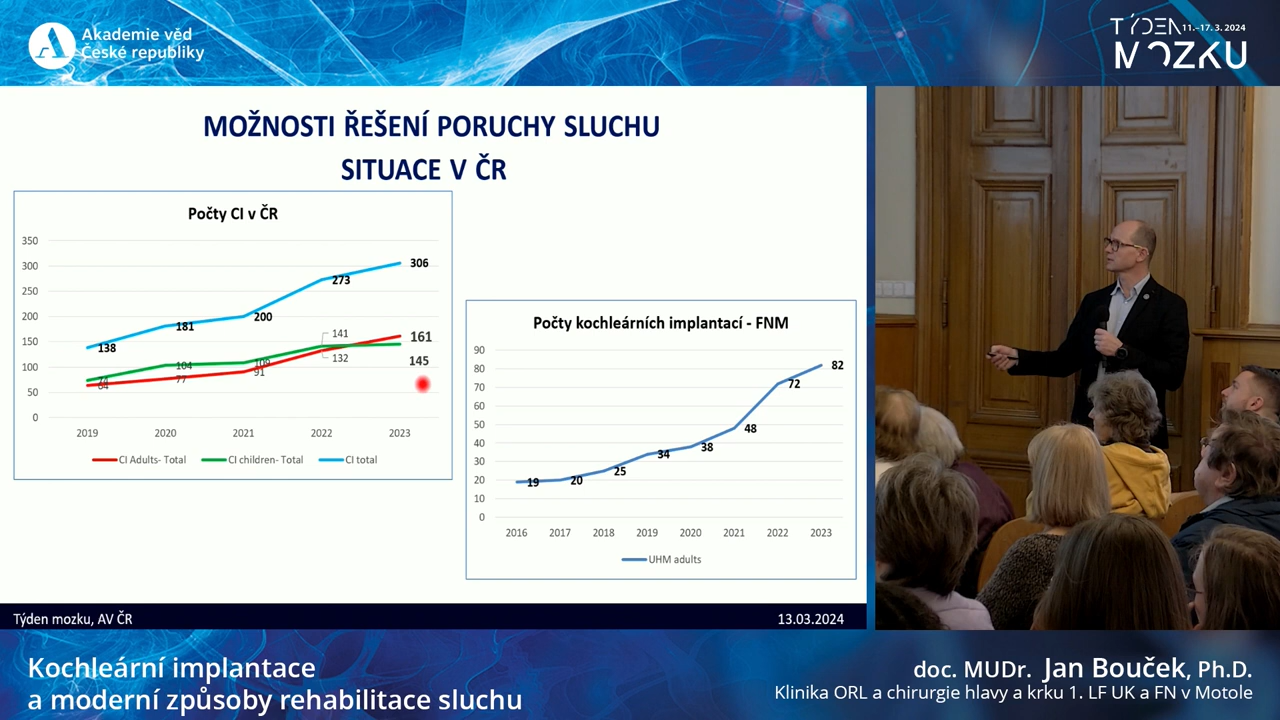 Akademie věd
České republiky
TÝDEN 11.–17. 3. 2024
MOZKU
MOŽNOSTI ŘEŠENÍ PORUCHY SLUCHU
SITUACE V ČR
Počty CI v ČR
350
300
250
200
150
100
50
0
138
181
200
273
306
74
64
104
77
109
91
141
132
161
145
2019 2020 2021 2022 2023
CI Adults- Total CI children- Total CI total
Počty kochleárních implantací - FNM
90
80
70
60
50
40
30
20
10
0
19
20
25
34
38
48
72
82
2016 2017 2018 2019 2020 2021 2022 2023
UHM adults
Týden mozku, AV ČR
13.03.2024
Kochleární implantace
a moderní způsoby rehabilitace sluchu
doc. MUDr. Jan Bouček, Ph.D.
Klinika ORL a chirurgie hlavy a krku 1. LF UK a FN v Motole